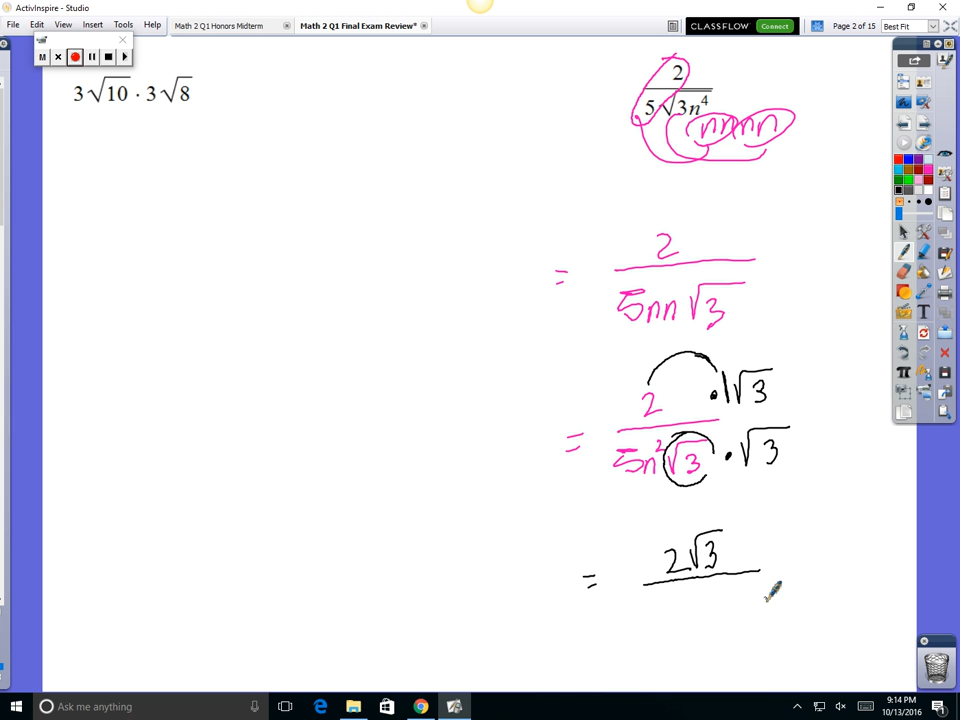 ActivInspire - Studio
File Edit View Insert Tools Help Math 2 Q1 Honors Midterm × Math 2 Q1 Final Exam Review* × CLASSFLOW Connect Page 2 of 15 Best Fit
M
3√10 · 3√8
2
5√3n⁴
nnnn
2
=
5nn√3
2 · 1√3
=
5n²√3 · √3
2√3
=
T
π
Ask me anything
9:14 PM
10/13/2016
1